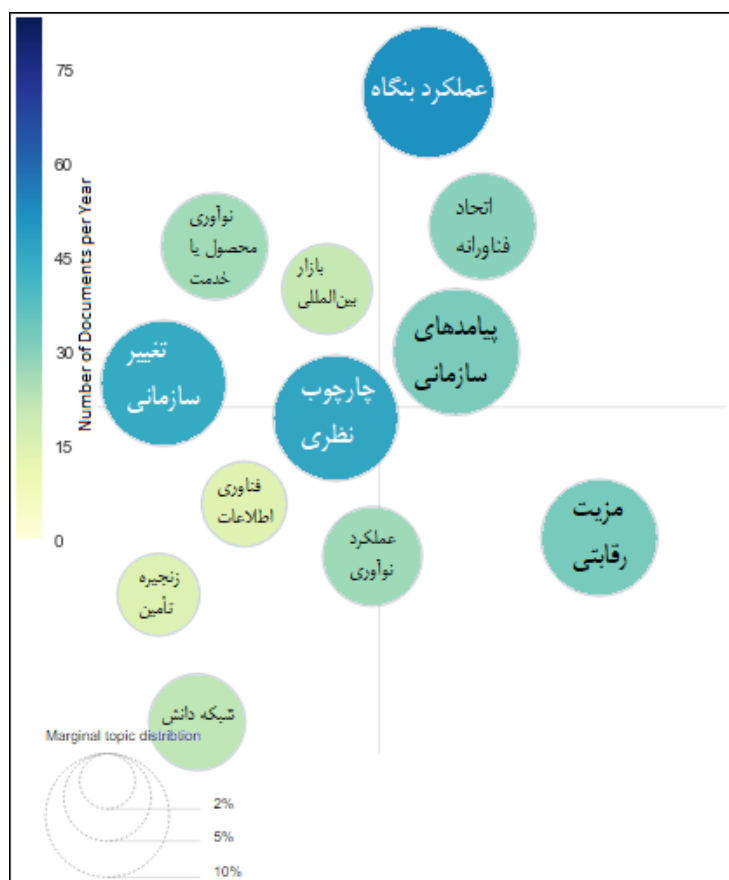 75
60
45
30
15
0
Number of Documents per Year
عملکرد بنگاه
اتحاد
فناورانه
نوآوری
محصول یا
خدمت
بازار
بین‌المللی
پیامدهای
سازمانی
تغییر
سازمانی
چارچوب
نظری
فناوری
اطلاعات
مزیت
رقابتی
عملکرد
نوآوری
زنجیره
تأمین
شبکه دانش
Marginal topic distribtion
2%
5%
10%